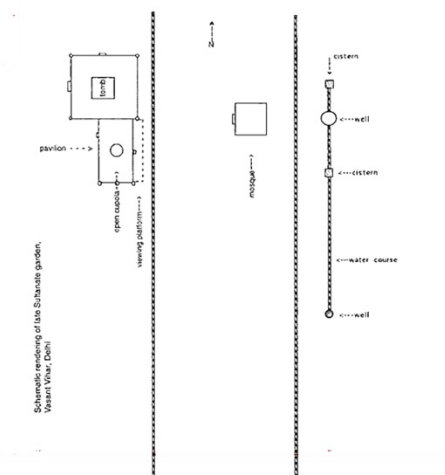 N
cistern
tomb
well
pavilion
mosque
cistern
open cupola
viewing platform
water course
well
Schematic rendering of late Sultanate garden,
Vasant Vihar, Delhi